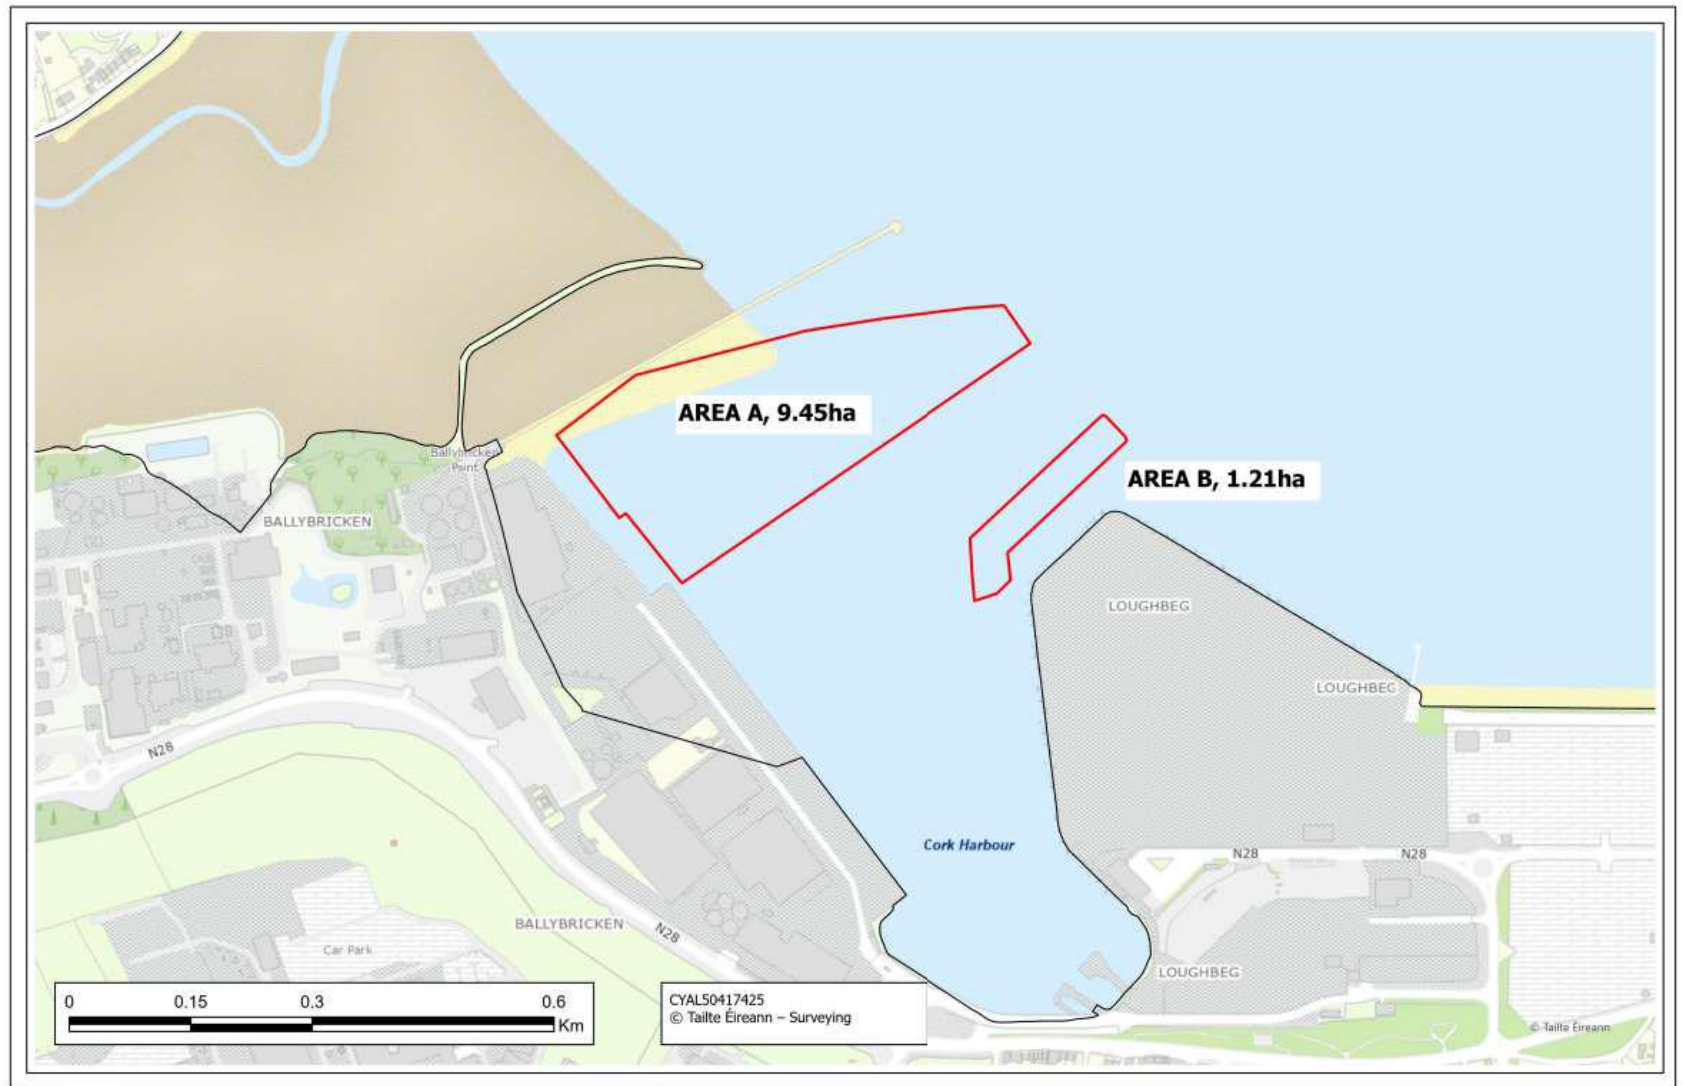 AREA A, 9.45ha
Ballybricken
Point
AREA B, 1.21ha
BALLYBRICKEN
LOUGHBEG
LOUGHBEG
N28
Cork Harbour
N28
N28
BALLYBRICKEN
N28
Car Park
LOUGHBEG
0 0.15 0.3 0.6
Km
CYAL50417425
© Tailte Éireann – Surveying
© Tailte Éireann